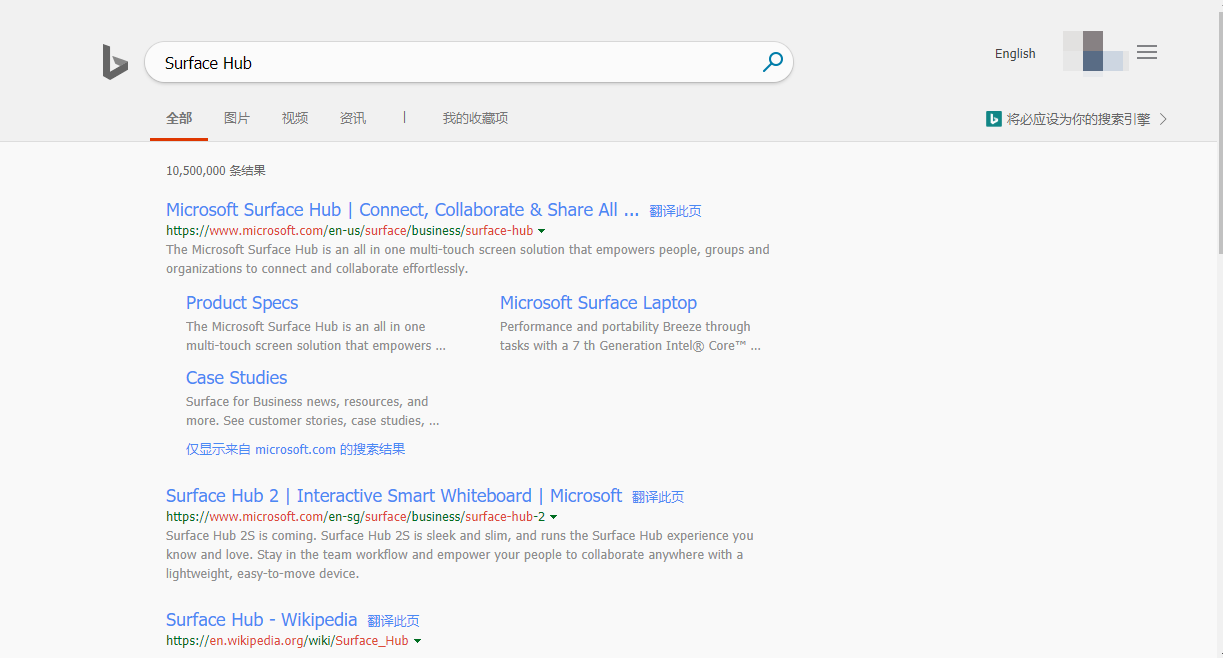 Surface Hub
English
全部 图片 视频 资讯 | 我的收藏项
将必应设为你的搜索引擎
10,500,000 条结果
Microsoft Surface Hub | Connect, Collaborate & Share All ... 翻译此页
https://www.microsoft.com/en-us/surface/business/surface-hub
The Microsoft Surface Hub is an all in one multi-touch screen solution that empowers people, groups and
organizations to connect and collaborate effortlessly.
Product Specs
The Microsoft Surface Hub is an all in one
multi-touch screen solution that empowers ...
Microsoft Surface Laptop
Performance and portability Breeze through
tasks with a 7 th Generation Intel® Core™ ...
Case Studies
Surface for Business news, resources, and
more. See customer stories, case studies, ...
仅显示来自 microsoft.com 的搜索结果
Surface Hub 2 | Interactive Smart Whiteboard | Microsoft 翻译此页
https://www.microsoft.com/en-sg/surface/business/surface-hub-2
Surface Hub 2S is coming. Surface Hub 2S is sleek and slim, and runs the Surface Hub experience you
know and love. Stay in the team workflow and empower your people to collaborate anywhere with a
lightweight, easy-to-move device.
Surface Hub - Wikipedia 翻译此页
https://en.wikipedia.org/wiki/Surface_Hub